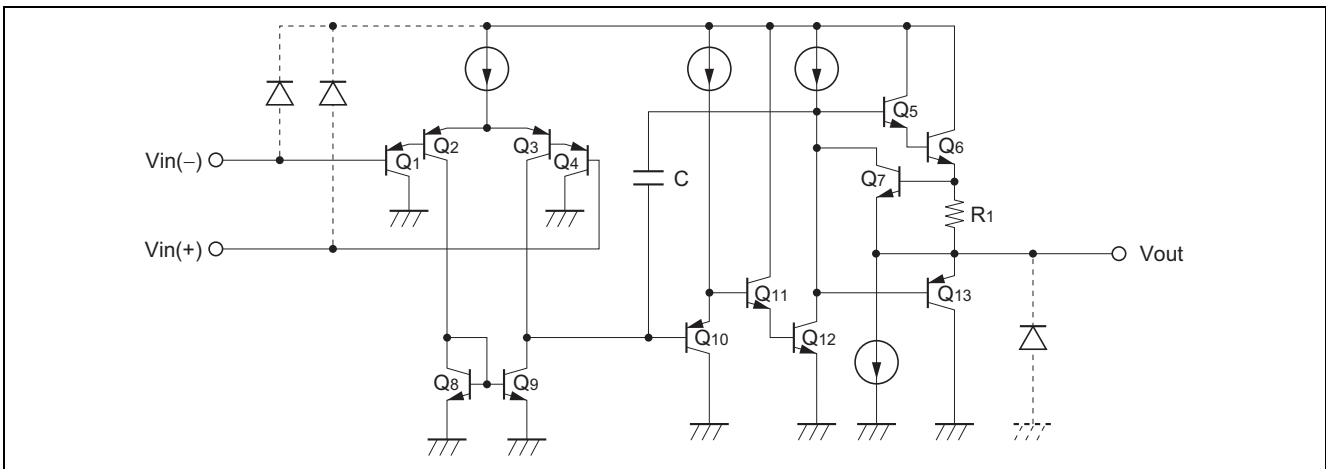 Q5
Q2
Q3
Q6
Vin(−)
Q1
Q4
C
Q7
R1
Vin(+)
Vout
Q11
Q13
Q10
Q12
Q8
Q9